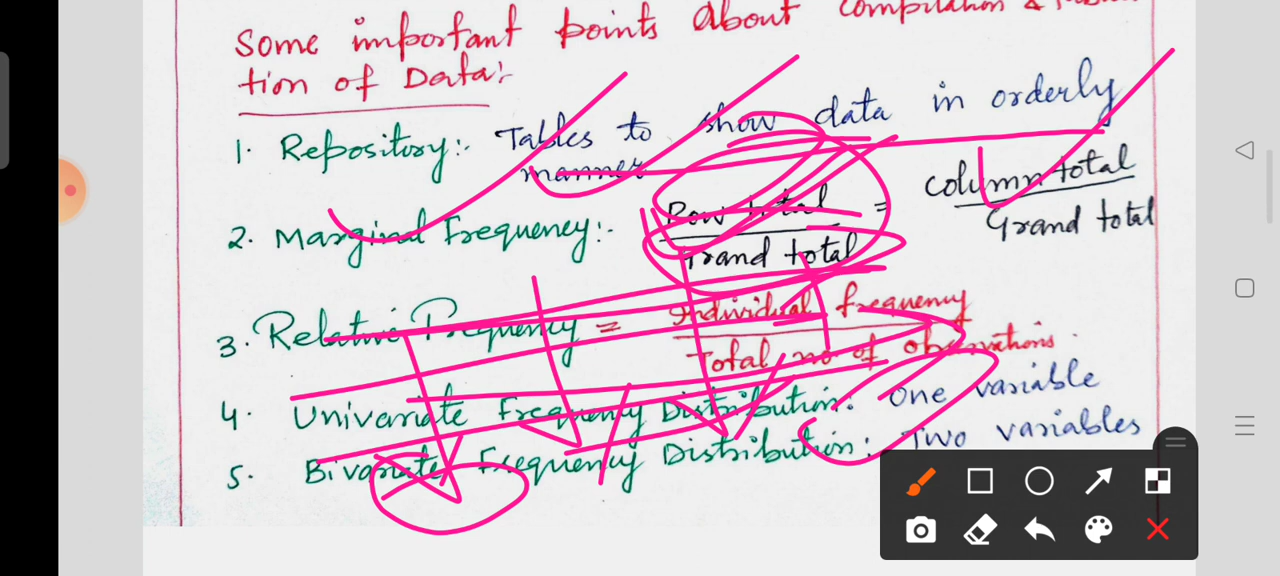 Some important points about Compilation &
tion of Data:-
1. Repository:- Tables to show data in orderly
manner
2. Marginal Frequency:- Row total = column total
Grand total Grand total
3. Relative Frequency = Individual frequency
Total no of observations.
4. Univariate Frequency Distribution: One variable
5. Bivariate Frequency Distribution: Two variables